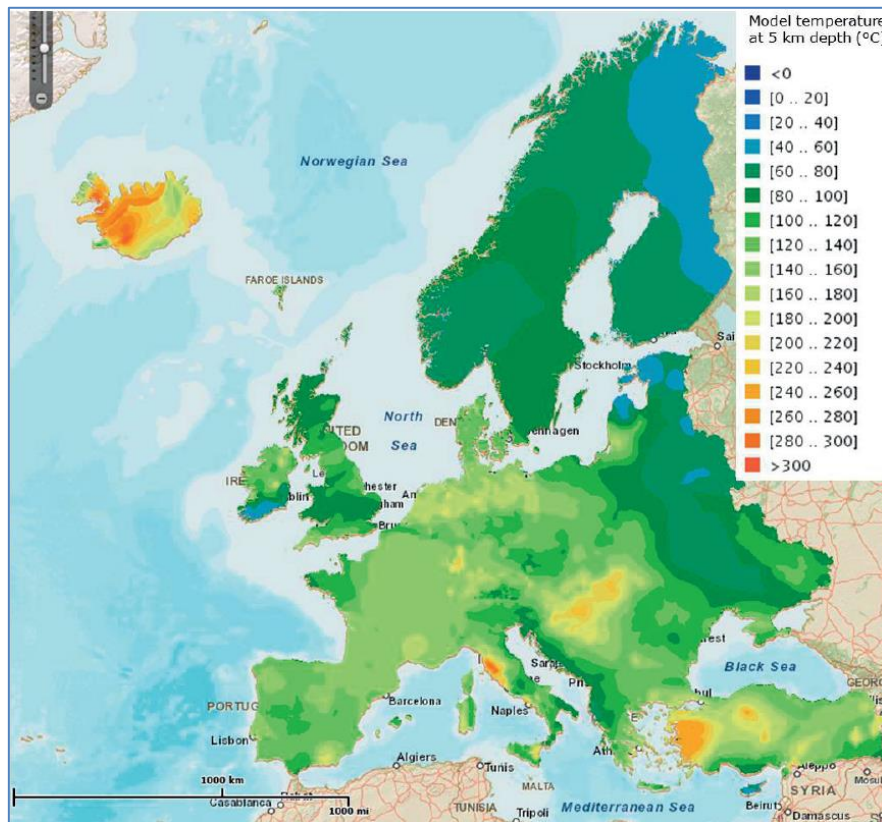 Model temperature
at 5 km depth (°C)
<0
[0 .. 20]
[20 .. 40]
[40 .. 60]
[60 .. 80]
[80 .. 100]
[100 .. 120]
[120 .. 140]
[140 .. 160]
[160 .. 180]
[180 .. 200]
[200 .. 220]
[220 .. 240]
[240 .. 260]
[260 .. 280]
[280 .. 300]
>300
Norwegian Sea
FAROE ISLANDS
Stockholm
North
Sea
Black Sea
PORTUG
Barcelona
Lisbon
Naples
Algiers
Tunis
MALTA
Aleppo
SYRIA
1000 km
Casablanca
1000 mi
TUNISIA
Tripoli
Mediterranean Sea
Beirut
Damascus